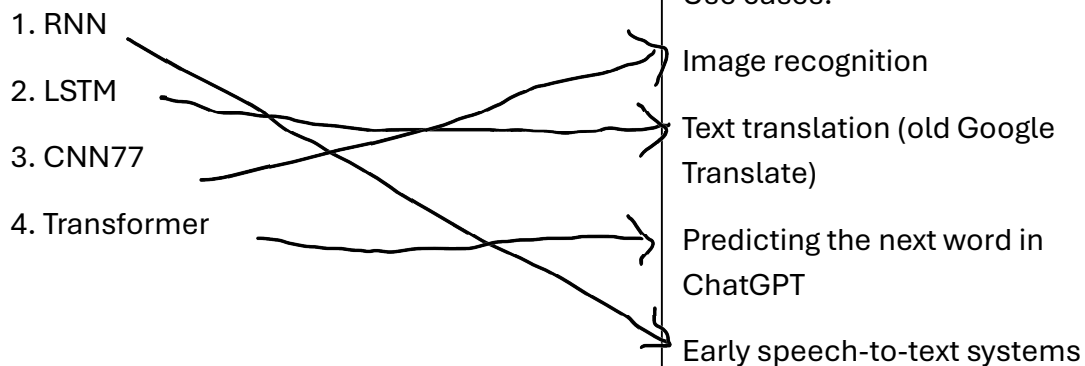 1. RNN
2. LSTM
3. CNN77
4. Transformer
Use cases:
Image recognition
Text translation (old Google
Translate)
Predicting the next word in
ChatGPT
Early speech-to-text systems